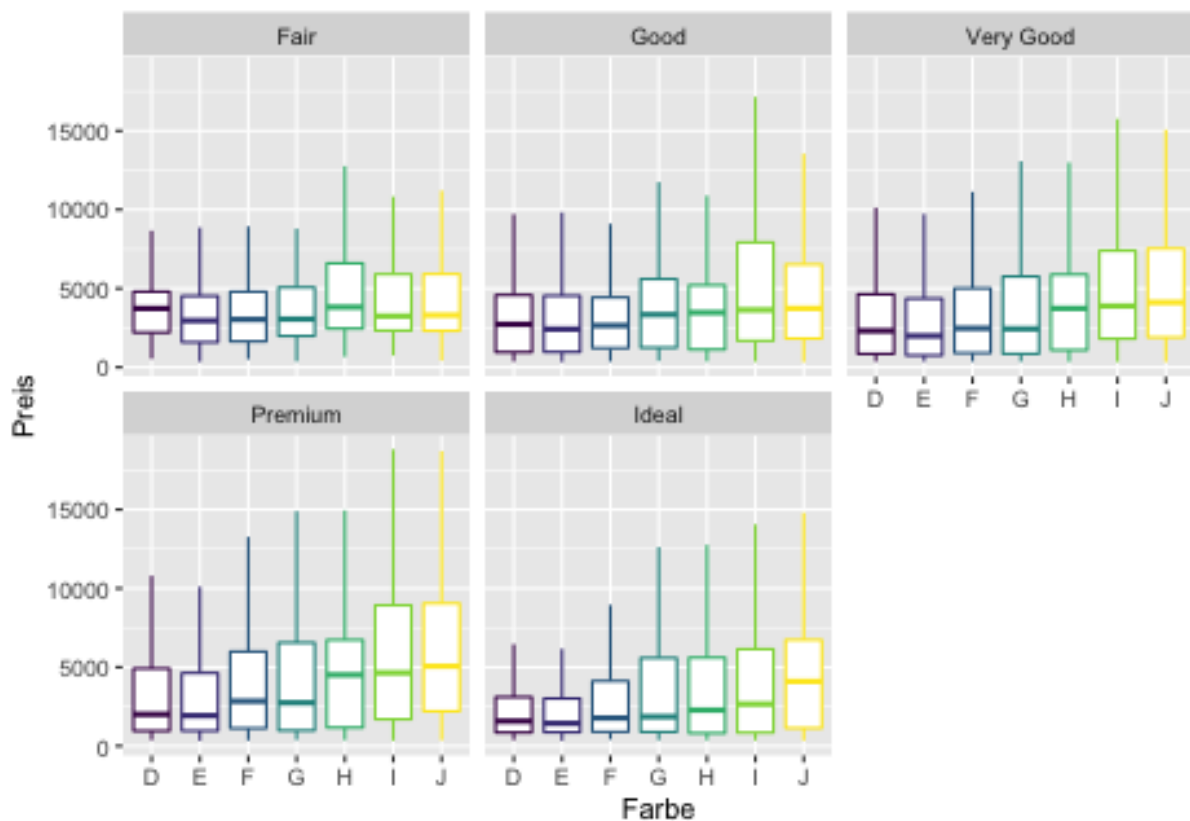 Fair Good Very Good
15000
10000
5000
0
D E F G H I J
Preis
Premium Ideal
15000
10000
5000
0
D E F G H I J D E F G H I J
Farbe